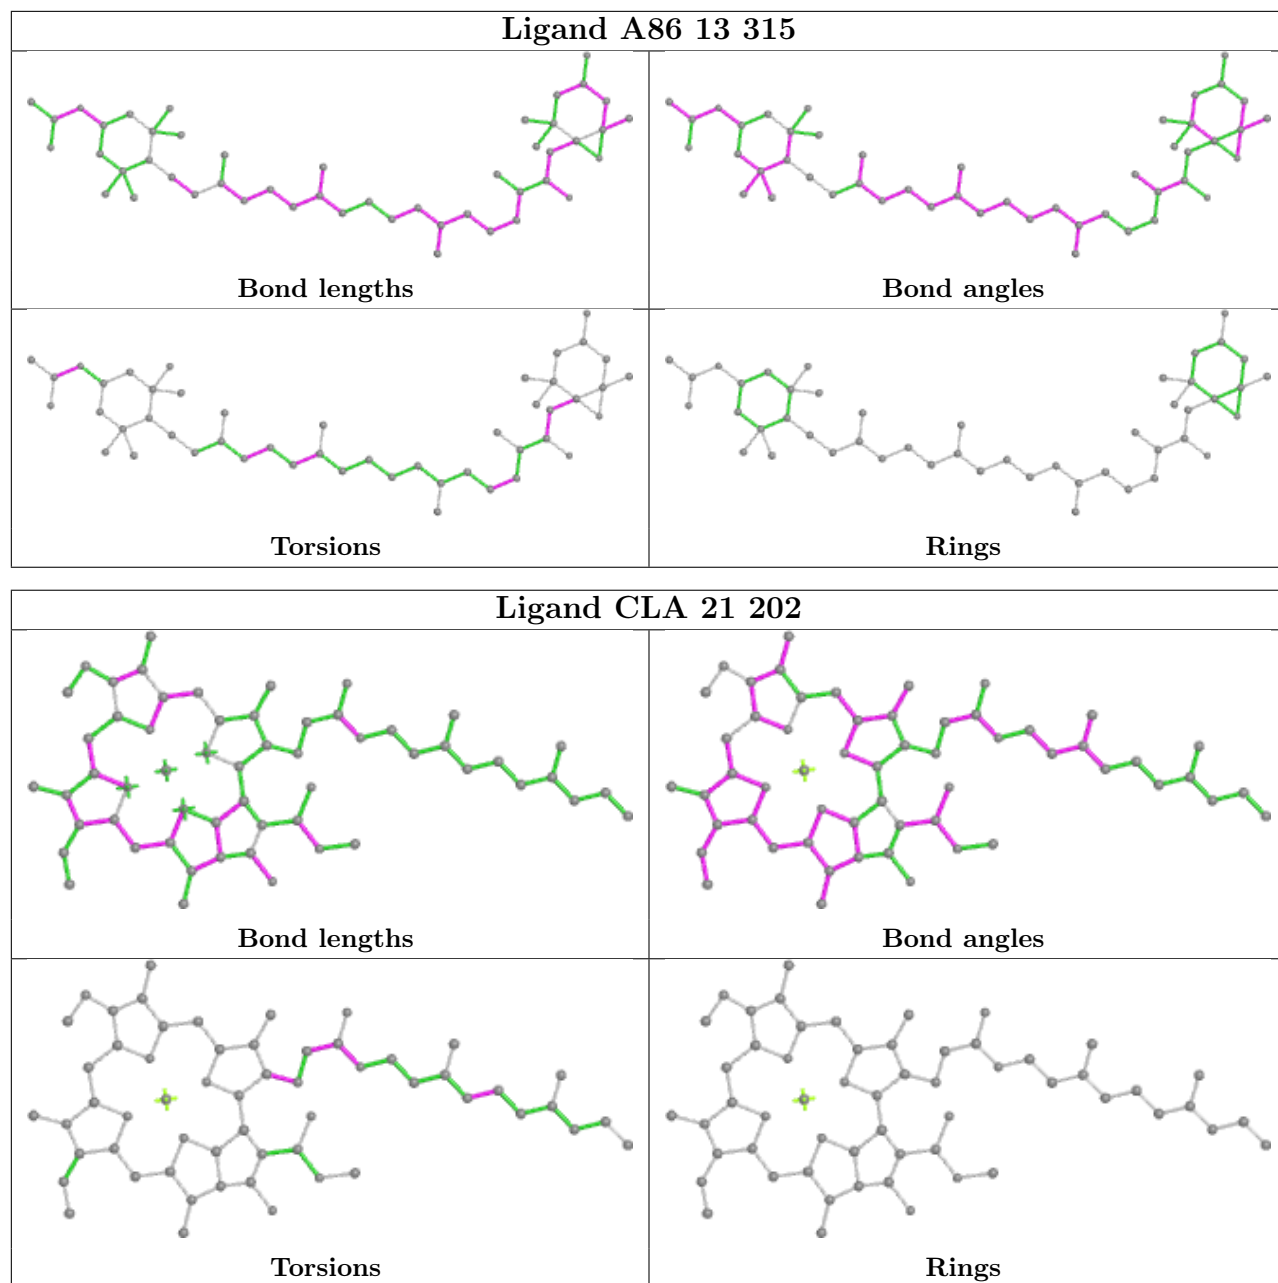 Ligand A86 13 315
Bond lengths
Bond angles
Torsions
Rings
Ligand CLA 21 202
Bond lengths
Bond angles
Torsions
Rings